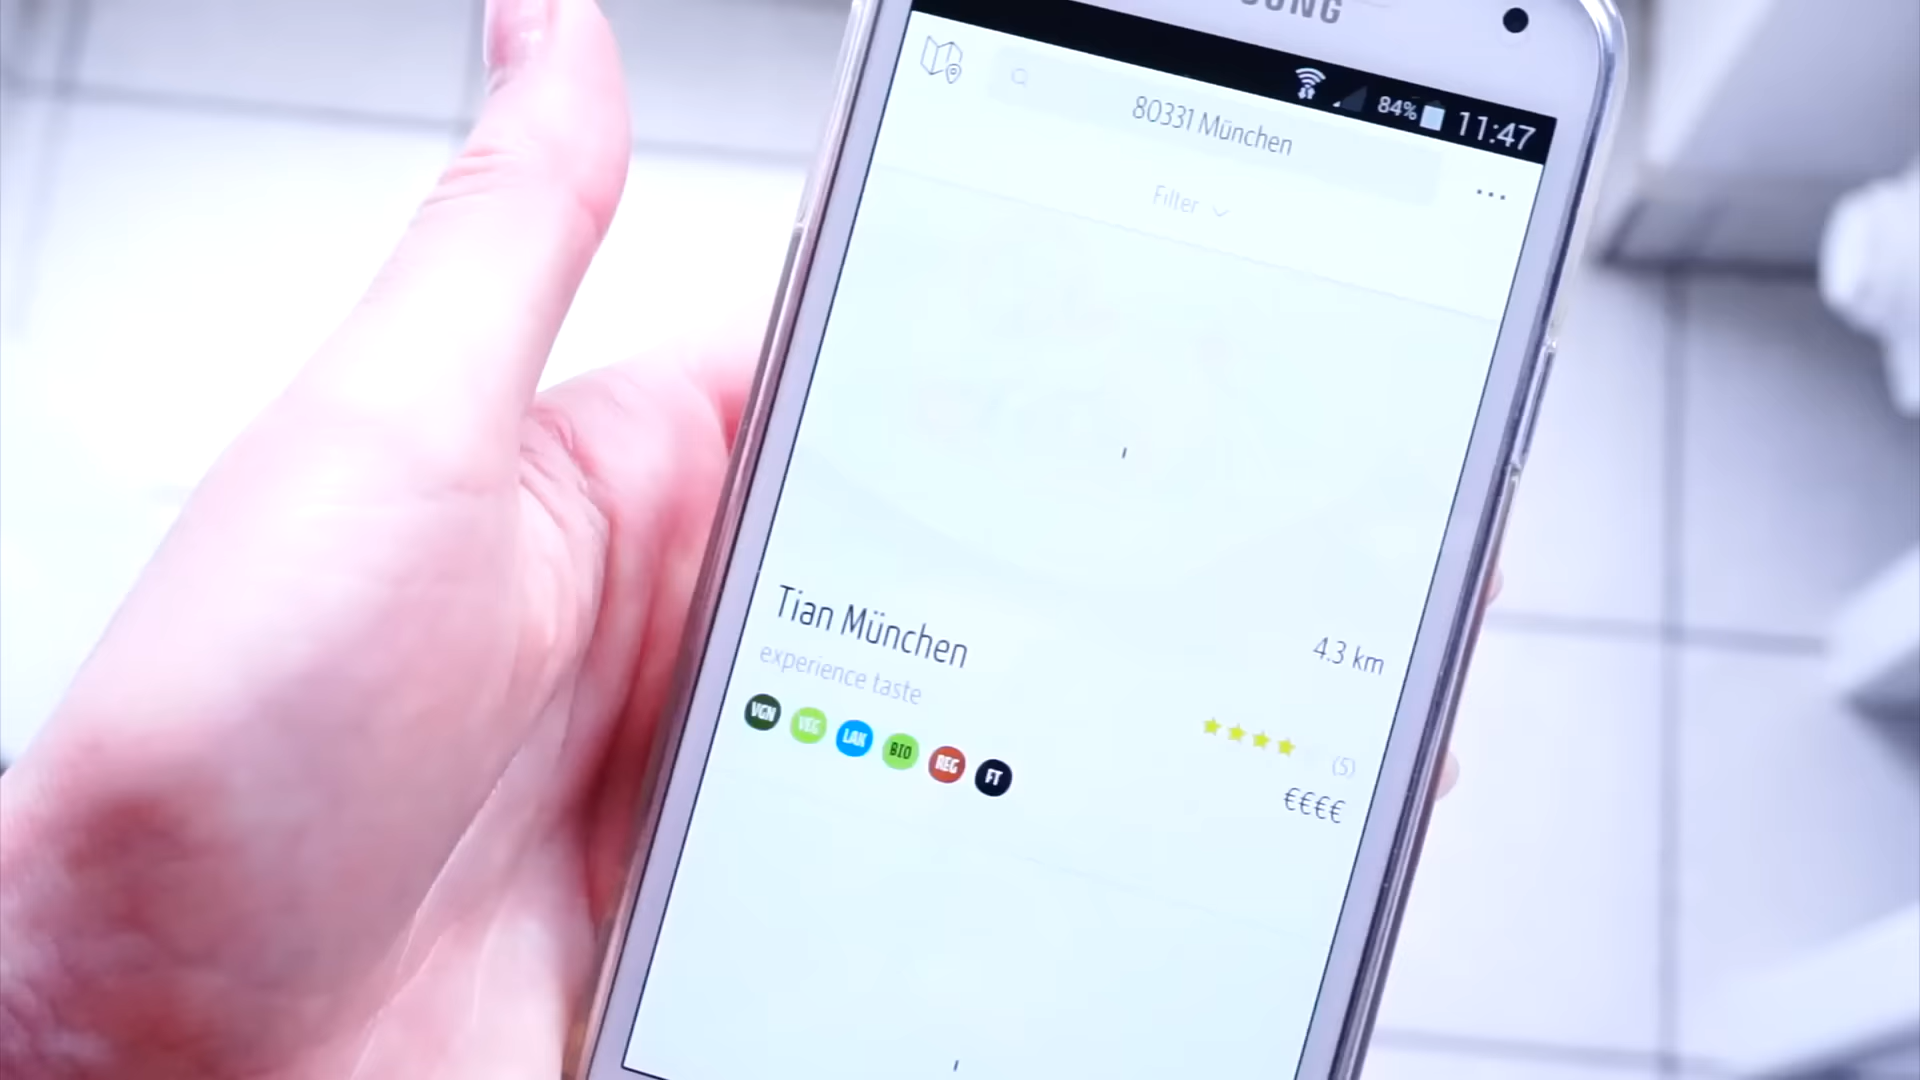 84% 11:47
80331 München
Filter
Tian München
4.3 km
experience taste
VGN VEG LAK BIO REG FT
(5)
€€€€